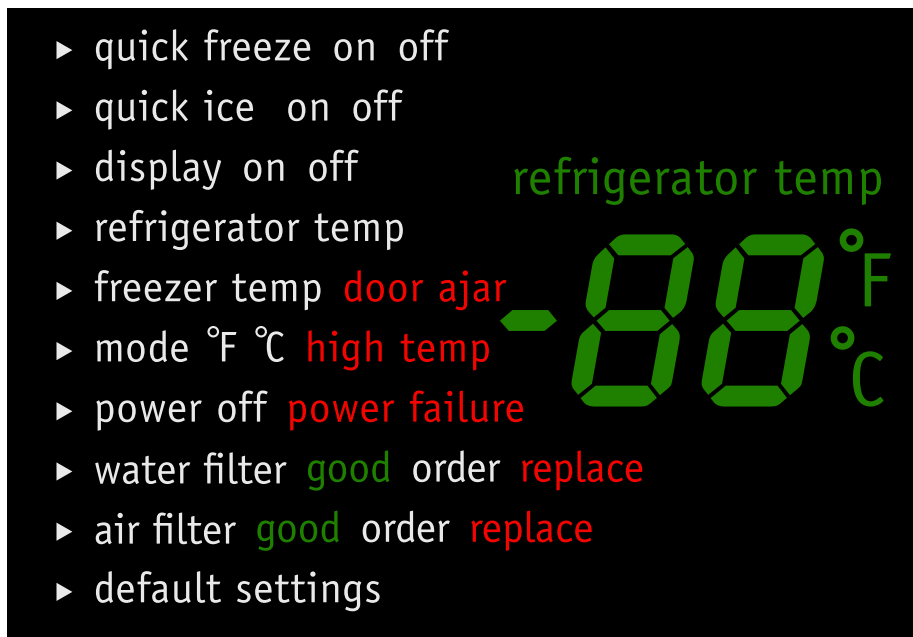 ▶ quick freeze on off
▶ quick ice on off
▶ display on off
refrigerator temp
▶ refrigerator temp
-88 °F °C
▶ freezer temp door ajar
▶ mode °F °C high temp
▶ power off power failure
▶ water filter good order replace
▶ air filter good order replace
▶ default settings